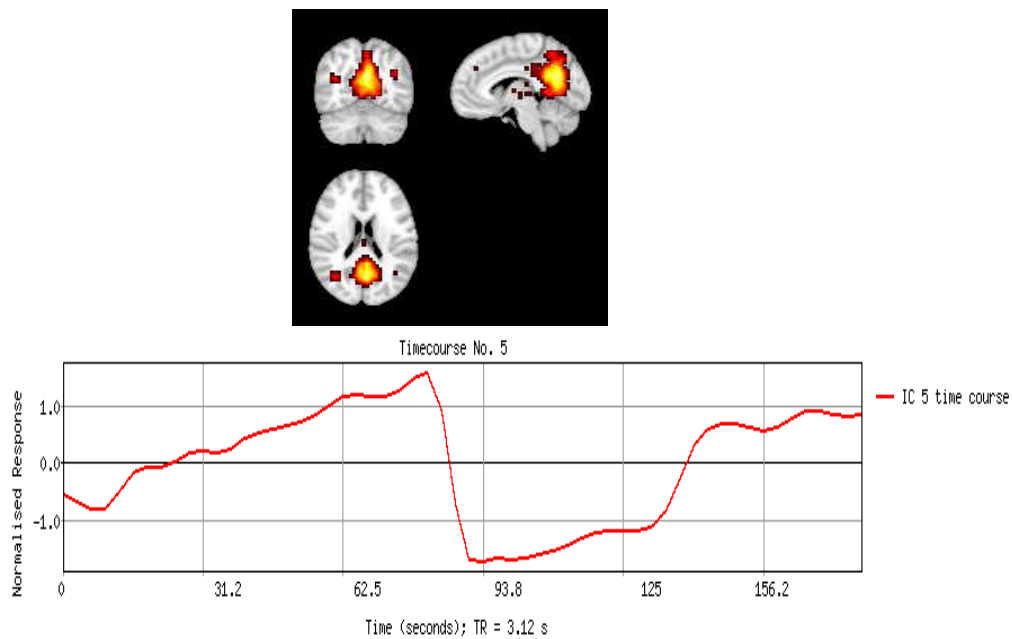 Timecourse No. 5
Normalised Response
1.0
0.0
-1.0
IC 5 time course
0 31.2 62.5 93.8 125 156.2
Time (seconds); TR = 3.12 s